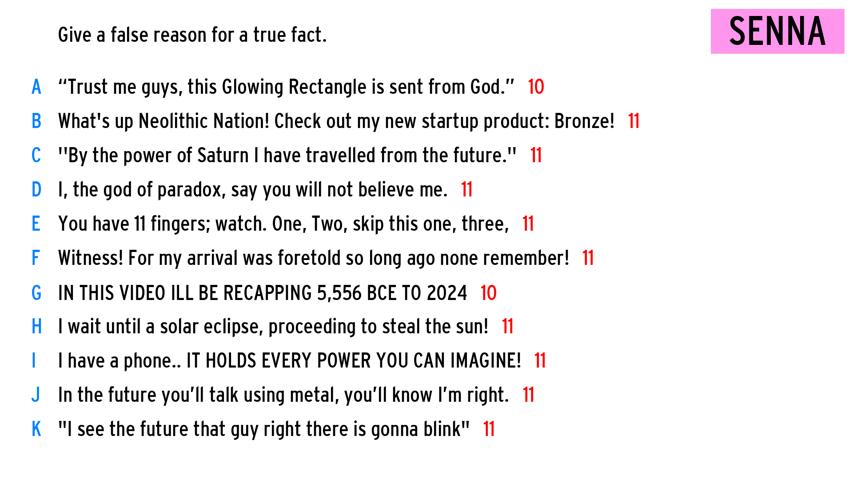 Give a false reason for a true fact.
SENNA
A “Trust me guys, this Glowing Rectangle is sent from God.” 10
B What's up Neolithic Nation! Check out my new startup product: Bronze! 11
C "By the power of Saturn I have travelled from the future." 11
D I, the god of paradox, say you will not believe me. 11
E You have 11 fingers; watch. One, Two, skip this one, three, 11
F Witness! For my arrival was foretold so long ago none remember! 11
G IN THIS VIDEO ILL BE RECAPPING 5,556 BCE TO 2024 10
H I wait until a solar eclipse, proceeding to steal the sun! 11
I I have a phone.. IT HOLDS EVERY POWER YOU CAN IMAGINE! 11
J In the future you’ll talk using metal, you’ll know I’m right. 11
K "I see the future that guy right there is gonna blink" 11